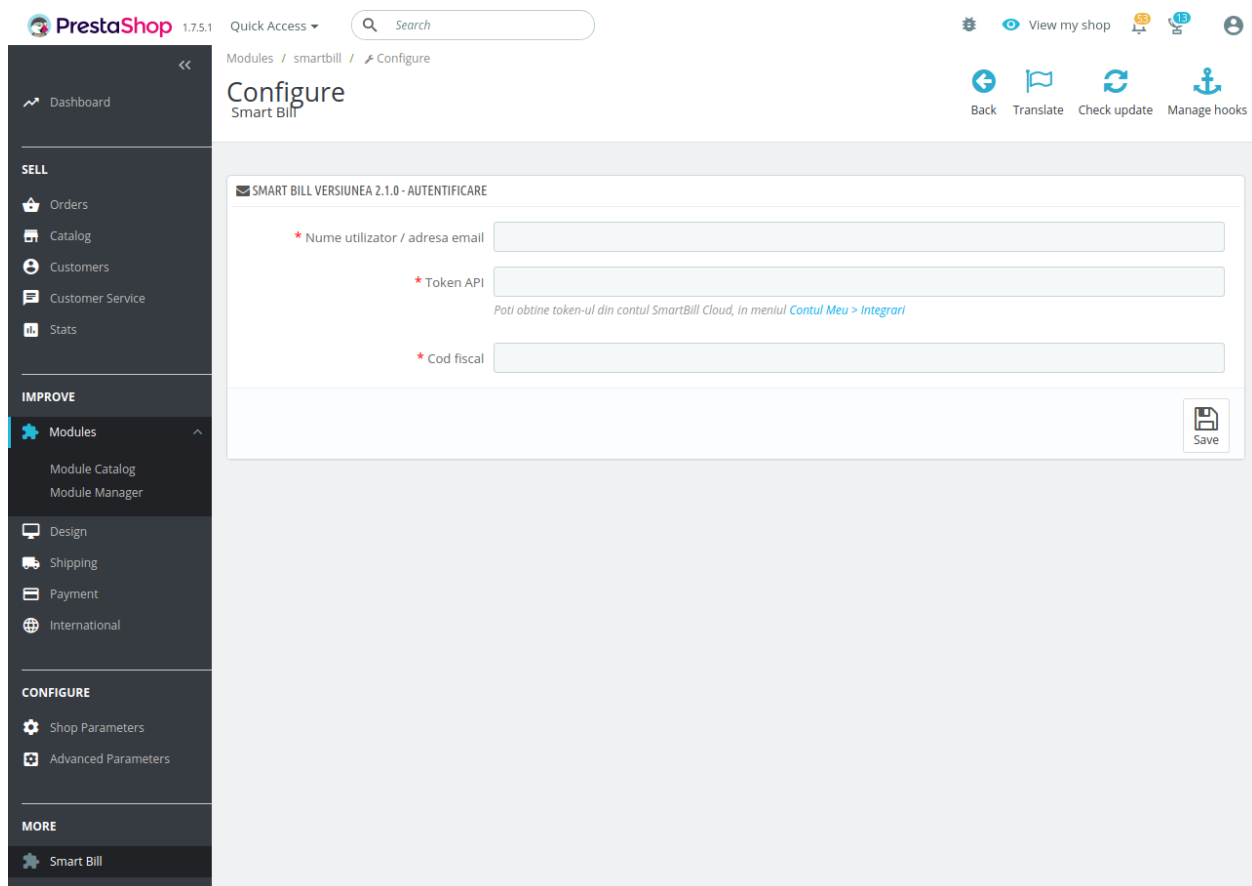 PrestaShop 1.7.5.1 Quick Access Search View my shop 53 13
Modules / smartbill / Configure
Configure
Smart Bill
Back Translate Check update Manage hooks
Dashboard
SELL
Orders
Catalog
Customers
Customer Service
Stats
IMPROVE
Modules
Module Catalog
Module Manager
Design
Shipping
Payment
International
CONFIGURE
Shop Parameters
Advanced Parameters
MORE
Smart Bill
SMART BILL VERSIUNEA 2.1.0 - AUTENTIFICARE
* Nume utilizator / adresa email
* Token API
Poti obtine token-ul din contul SmartBill Cloud, in meniul Contul Meu > Integrari
* Cod fiscal
Save